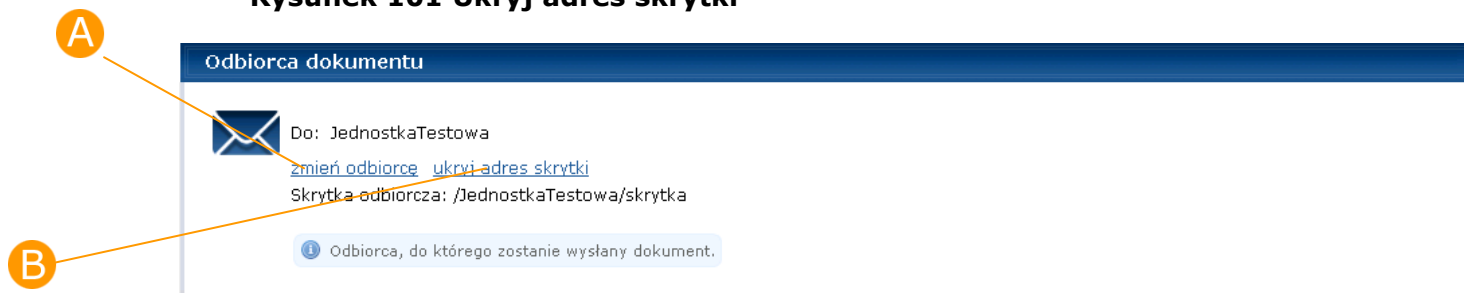 Rysunek 101 Ukryj adres skrytki
A
Odbiorca dokumentu
Do: JednostkaTestowa
zmień odbiorcę ukryj adres skrytki
Skrytka odbiorcza: /JednostkaTestowa/skrytka
B
Odbiorca, do którego zostanie wysłany dokument.